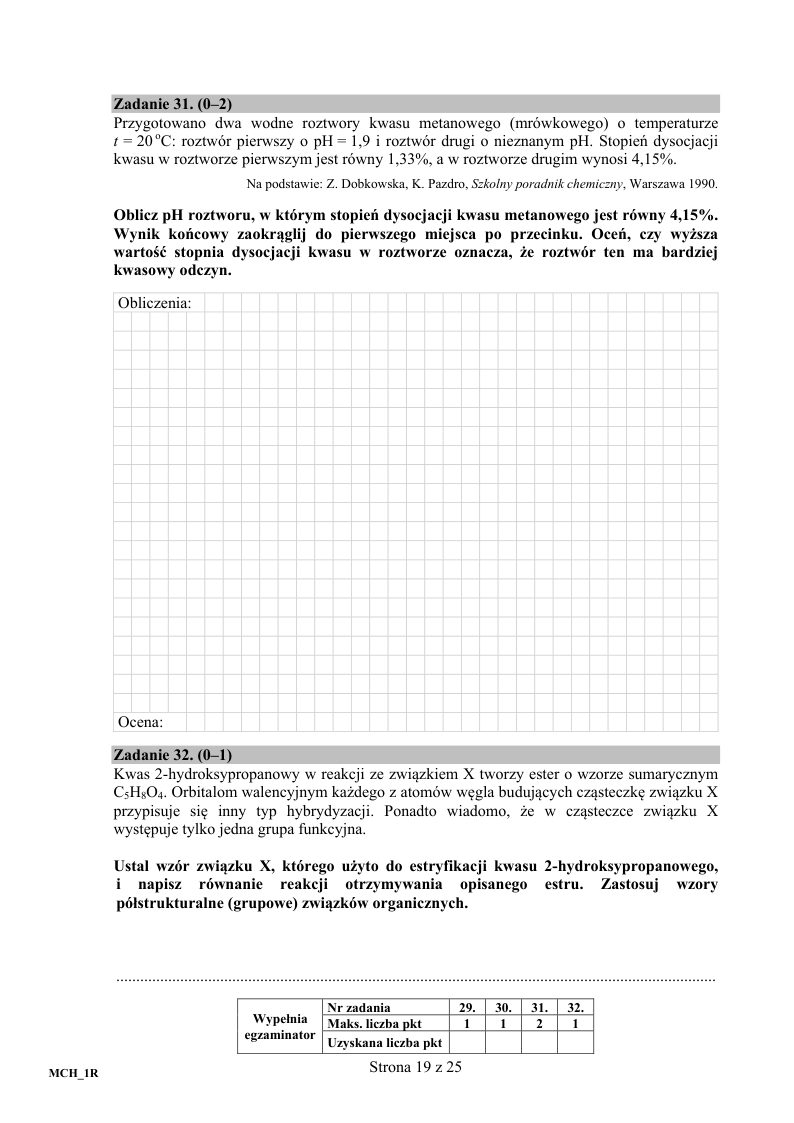 Zadanie 31. (0–2)
Przygotowano dwa wodne roztwory kwasu metanowego (mrówkowego) o temperaturze
t = 20 °C: roztwór pierwszy o pH = 1,9 i roztwór drugi o nieznanym pH. Stopień dysocjacji
kwasu w roztworze pierwszym jest równy 1,33%, a w roztworze drugim wynosi 4,15%.
Na podstawie: Z. Dobkowska, K. Pazdro, Szkolny poradnik chemiczny, Warszawa 1990.
Oblicz pH roztworu, w którym stopień dysocjacji kwasu metanowego jest równy 4,15%.
Wynik końcowy zaokrąglij do pierwszego miejsca po przecinku. Oceń, czy wyższa
wartość stopnia dysocjacji kwasu w roztworze oznacza, że roztwór ten ma bardziej
kwasowy odczyn.
Obliczenia:
Ocena:
Zadanie 32. (0–1)
Kwas 2-hydroksypropanowy w reakcji ze związkiem X tworzy ester o wzorze sumarycznym
C₅H₈O₄. Orbitalom walencyjnym każdego z atomów węgla budujących cząsteczkę związku X
przypisuje się inny typ hybrydyzacji. Ponadto wiadomo, że w cząsteczce związku X
występuje tylko jedna grupa funkcyjna.
Ustal wzór związku X, którego użyto do estryfikacji kwasu 2-hydroksypropanowego,
i napisz równanie reakcji otrzymywania opisanego estru. Zastosuj wzory
półstrukturalne (grupowe) związków organicznych.
Wypełnia egzaminator
Nr zadania 29. 30. 31. 32.
Maks. liczba pkt 1 1 2 1
Uzyskana liczba pkt
Strona 19 z 25
MCH_1R